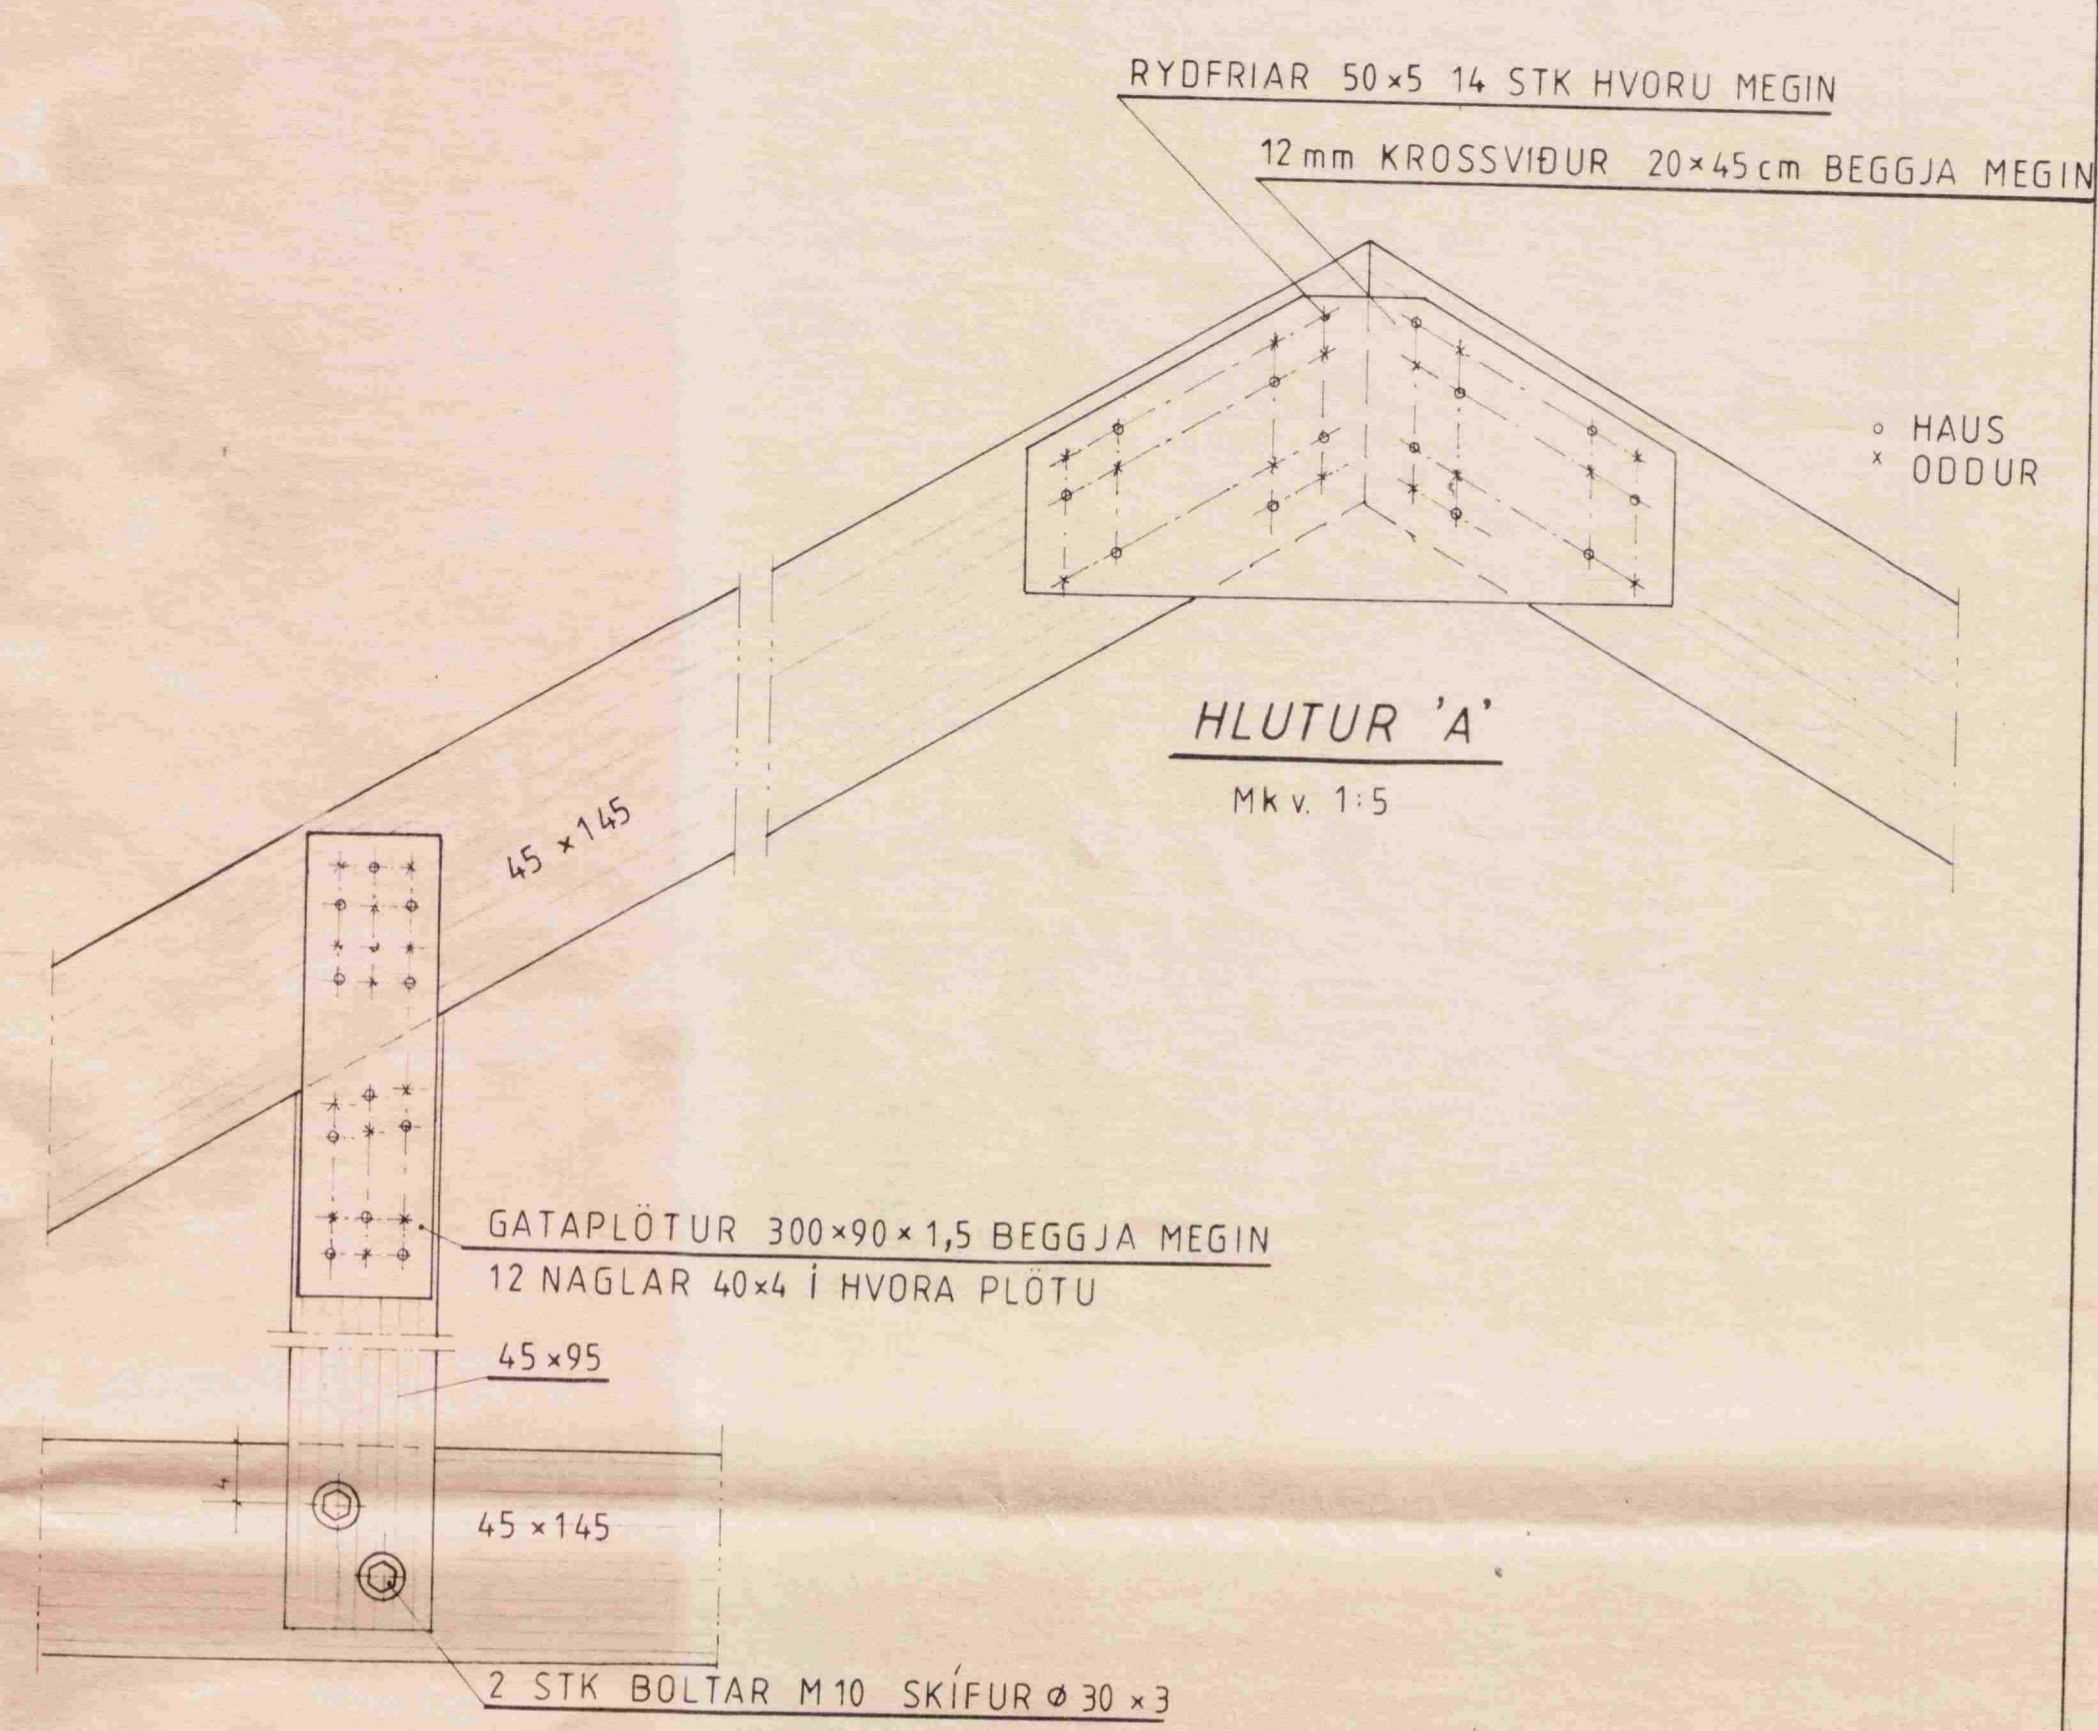 RYDFRIAR 50×5 14 STK HVORU MEGIN
12 mm KROSSVIÐUR 20×45 cm BEGGJA MEGIN
o HAUS
x ODDUR
HLUTUR 'A'
Mkv. 1:5
45 × 145
GATAPLÖTUR 300×90×1,5 BEGGJA MEGIN
12 NAGLAR 40×4 Í HVORA PLÖTU
45×95
4
45 ×145
2 STK BOLTAR M10 SKÍFUR Ø 30 × 3